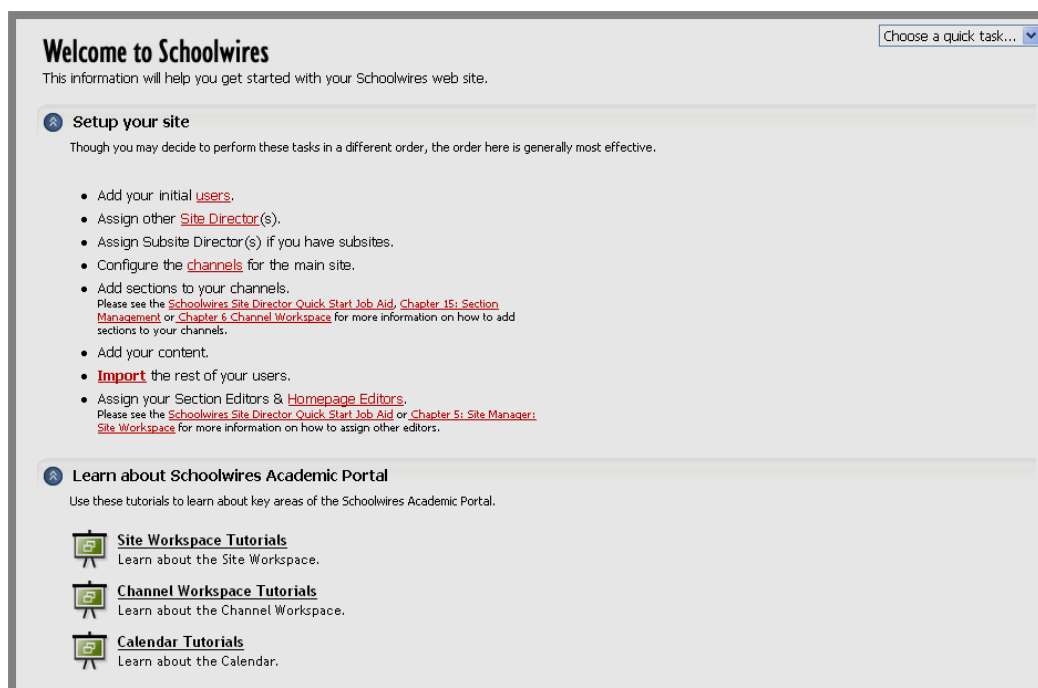 Choose a quick task...
Welcome to Schoolwires
This information will help you get started with your Schoolwires web site.
Setup your site
Though you may decide to perform these tasks in a different order, the order here is generally most effective.
• Add your initial users.
• Assign other Site Director(s).
• Assign Subsite Director(s) if you have subsites.
• Configure the channels for the main site.
• Add sections to your channels.
Please see the Schoolwires Site Director Quick Start Job Aid, Chapter 15: Section
Management or Chapter 6 Channel Workspace for more information on how to add
sections to your channels.
• Add your content.
• Import the rest of your users.
• Assign your Section Editors & Homepage Editors.
Please see the Schoolwires Site Director Quick Start Job Aid or Chapter 5: Site Manager:
Site Workspace for more information on how to assign other editors.
Learn about Schoolwires Academic Portal
Use these tutorials to learn about key areas of the Schoolwires Academic Portal.
Site Workspace Tutorials
Learn about the Site Workspace.
Channel Workspace Tutorials
Learn about the Channel Workspace.
Calendar Tutorials
Learn about the Calendar.